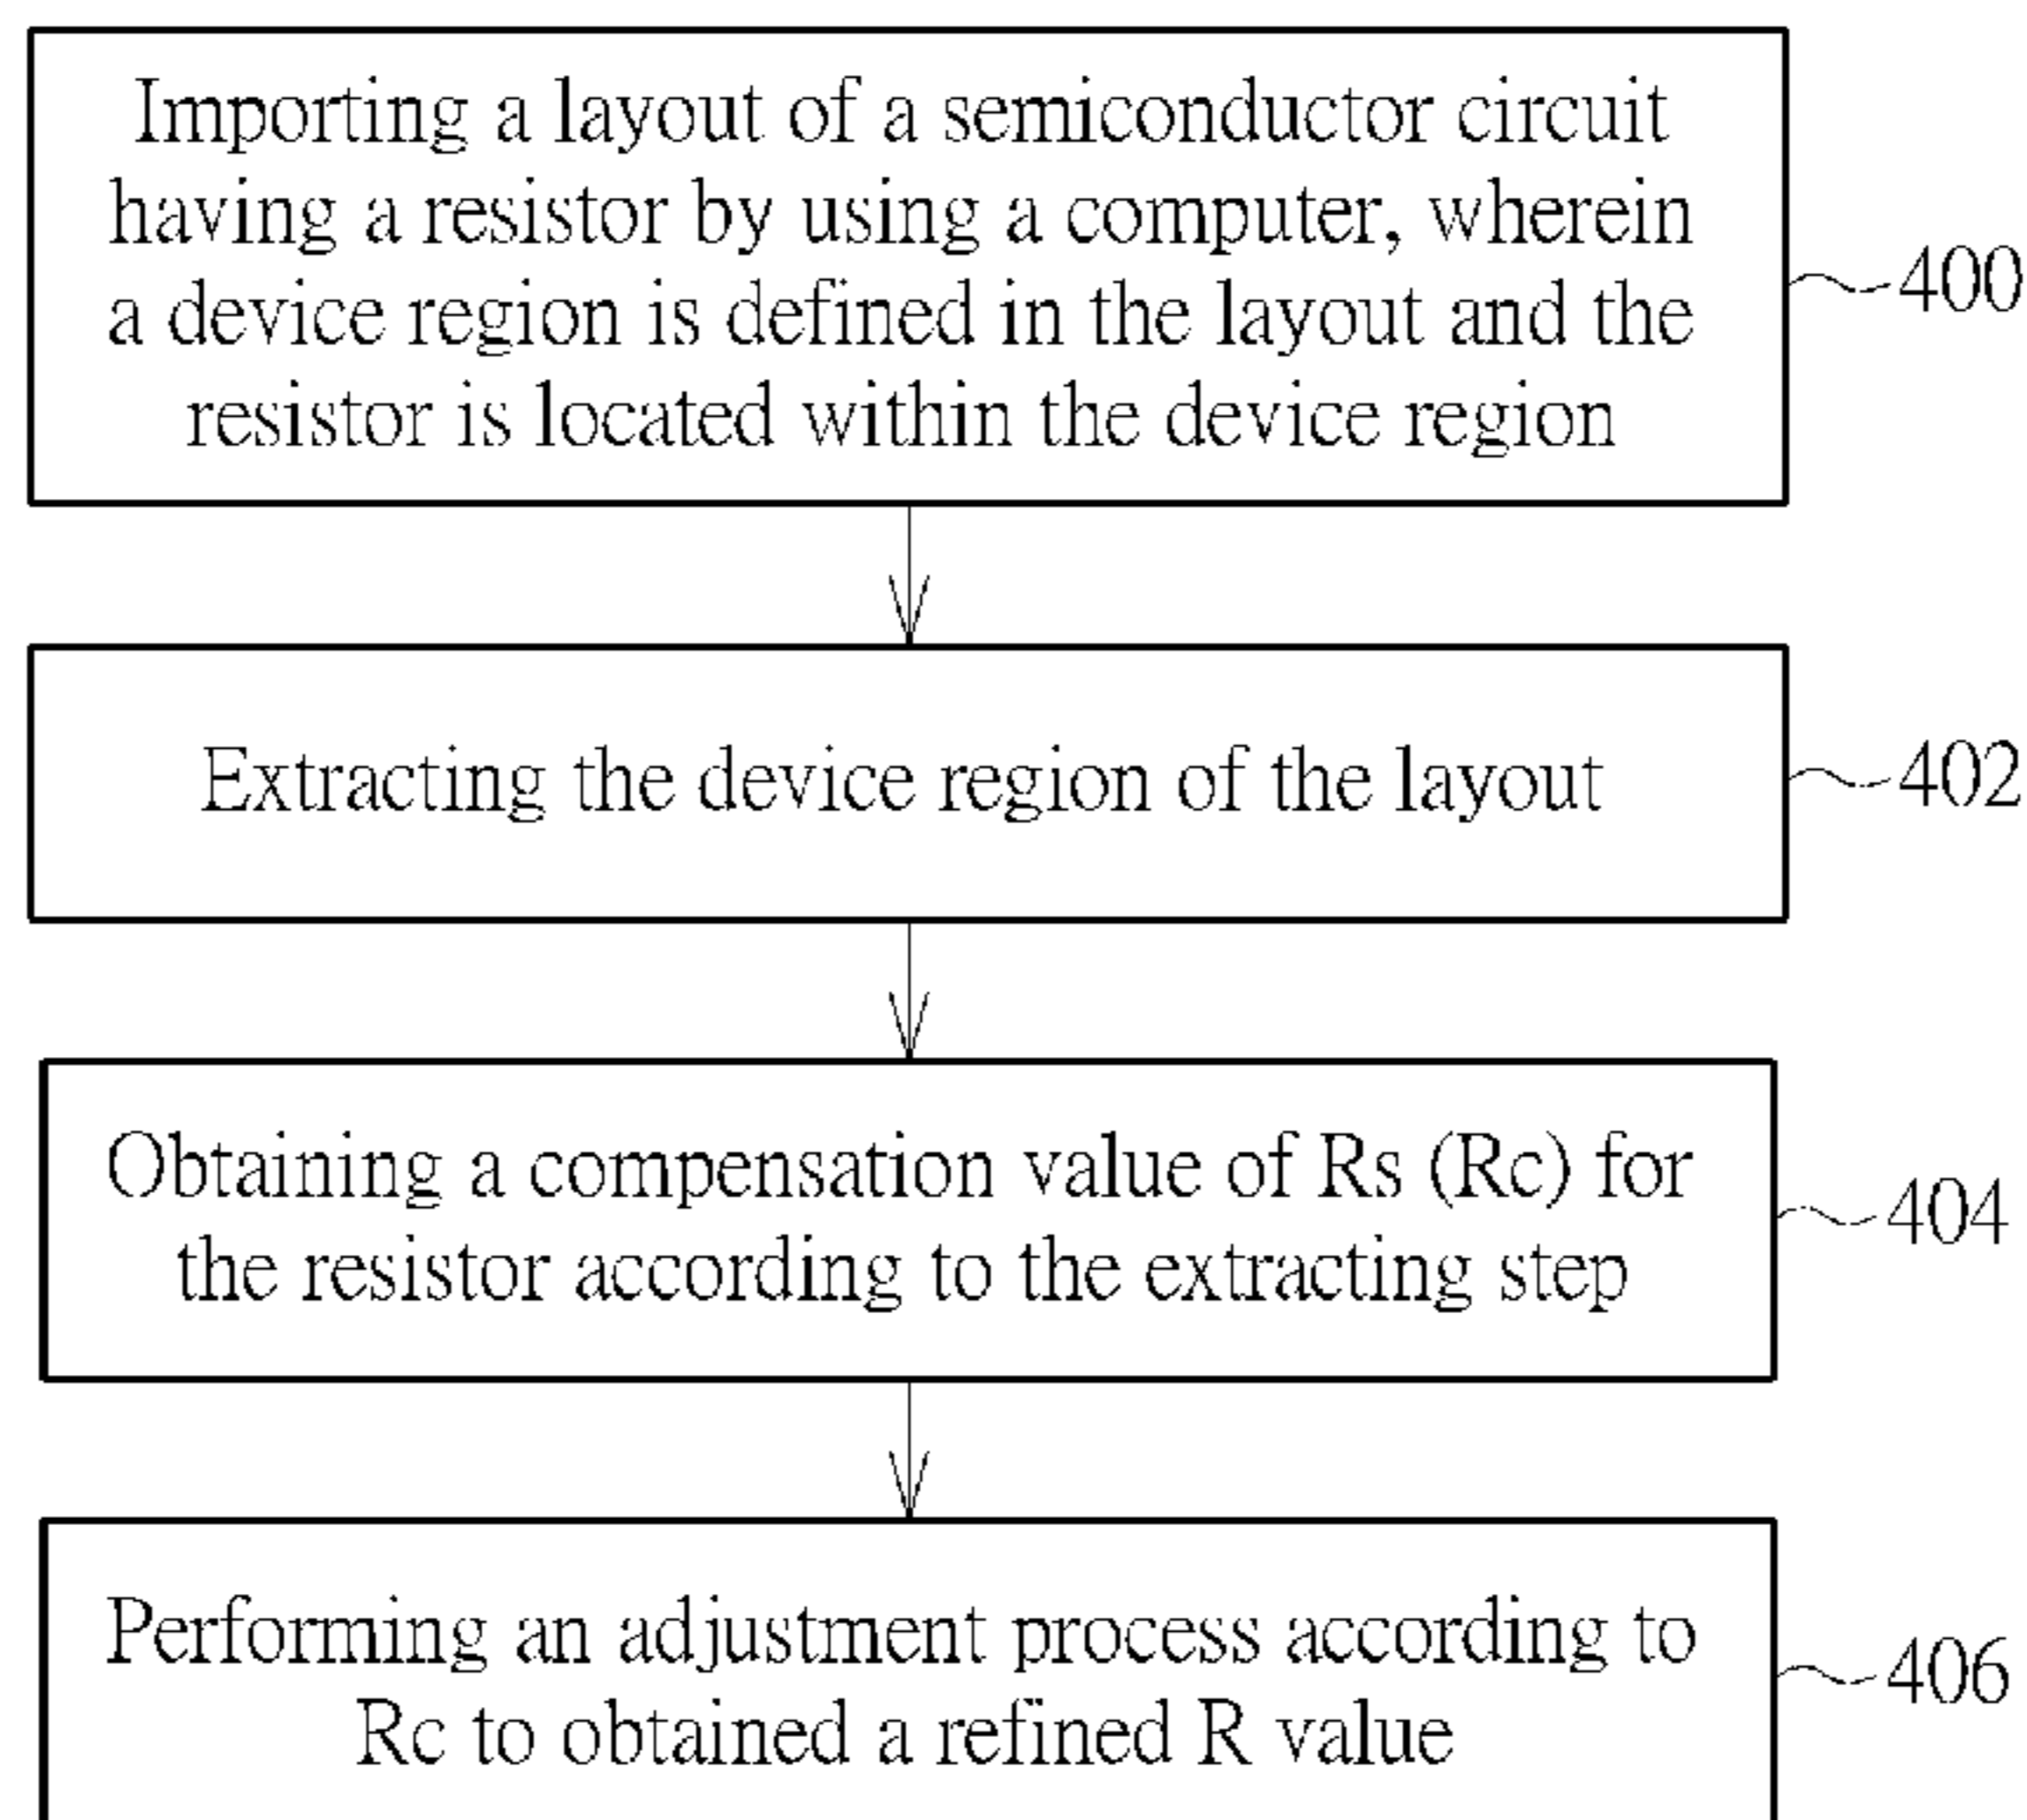 Importing a layout of a semiconductor circuit
having a resistor by using a computer, wherein
a device region is defined in the layout and the
resistor is located within the device region
400
Extracting the device region of the layout
402
Obtaining a compensation value of Rs (Rc) for
the resistor according to the extracting step
404
Performing an adjustment process according to
Rc to obtained a refined R value
406